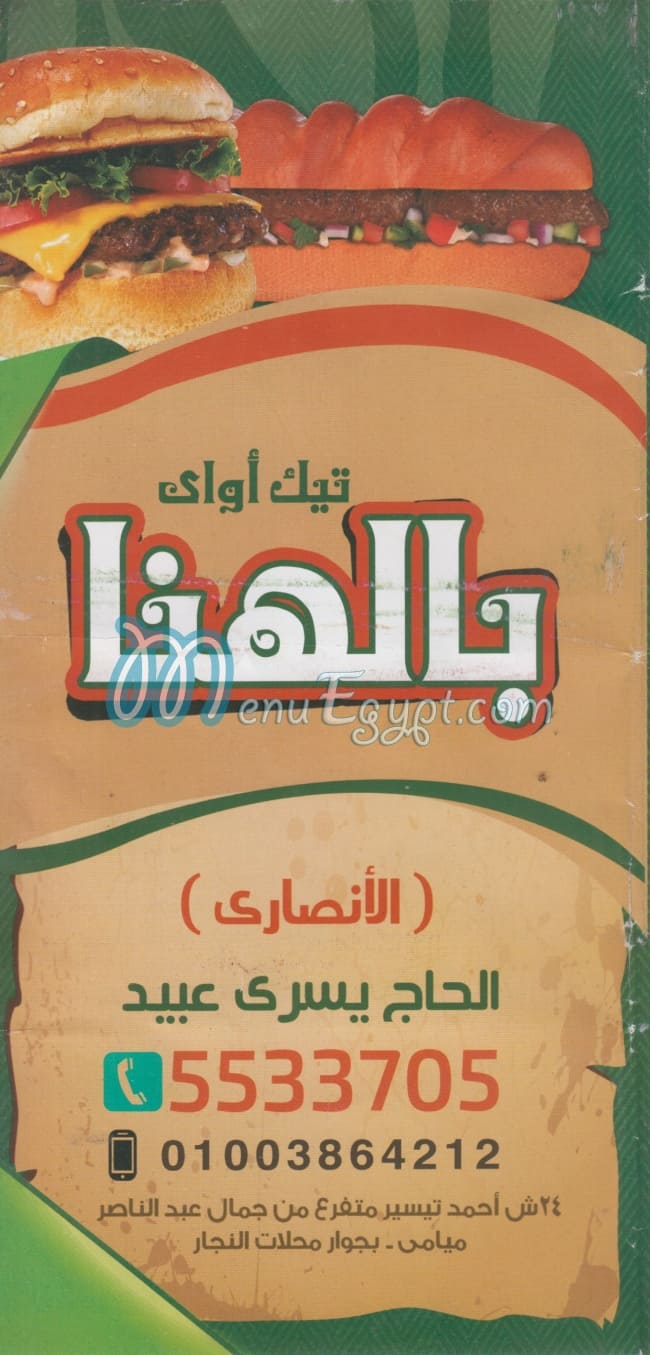 تيك أواى
بالهنا
MenuEgypt.com
( الأنصارى )
الحاج يسرى عبيد
5533705
01003864212
٢٤ش أحمد تيسير متفرع من جمال عبد الناصر
ميامى - بجوار محلات النجار